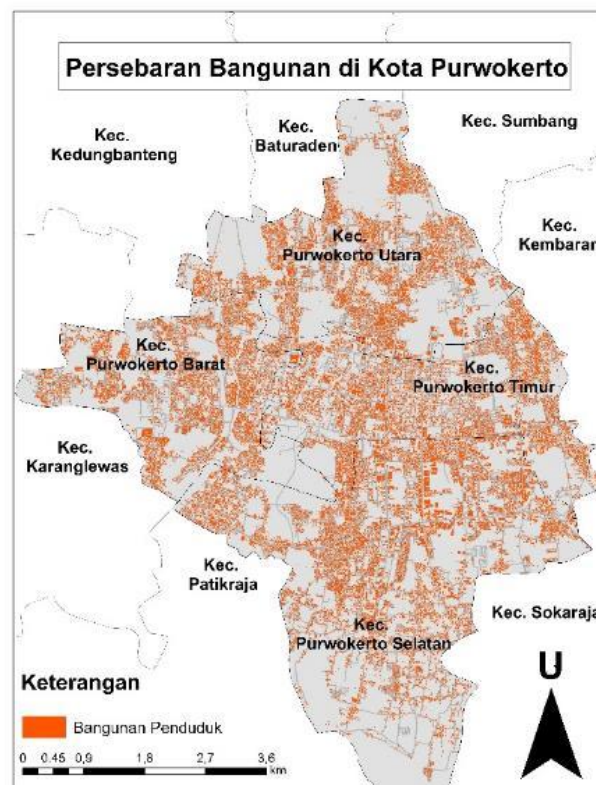 Persebaran Bangunan di Kota Purwokerto
Kec.
Kedungbanteng
Kec.
Baturaden
Kec. Sumbang
Kec.
Kembaran
Kec.
Purwokerto Utara
Kec.
Purwokerto Barat
Kec.
Purwokerto Timur
Kec.
Karanglewas
Kec.
Patikraja
Kec. Sokaraja
Kec.
Purwokerto Selatan
Keterangan
Bangunan Penduduk
0 0,45 0,9 1,8 2,7 3,6
km
U